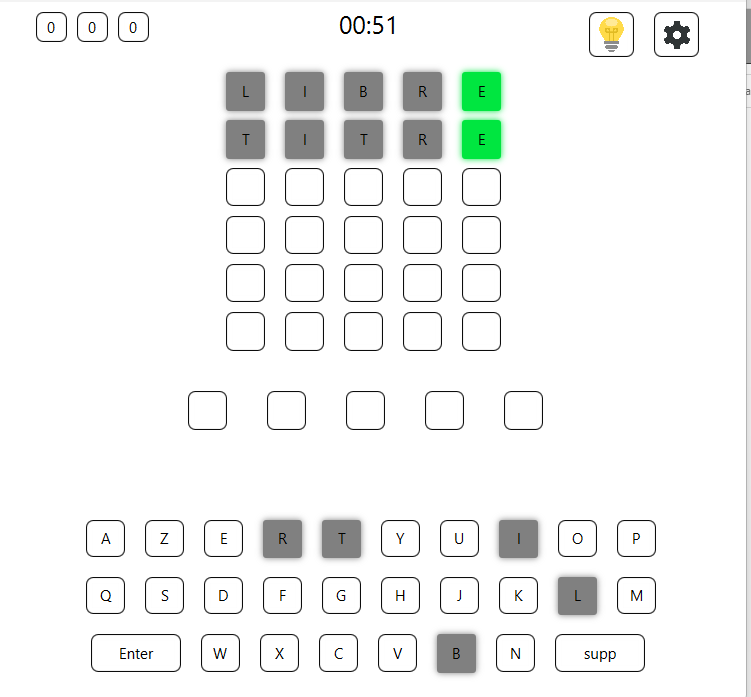 0 0 0 00:51
L I B R E
T I T R E
A Z E R T Y U I O P
Q S D F G H J K L M
Enter W X C V B N supp